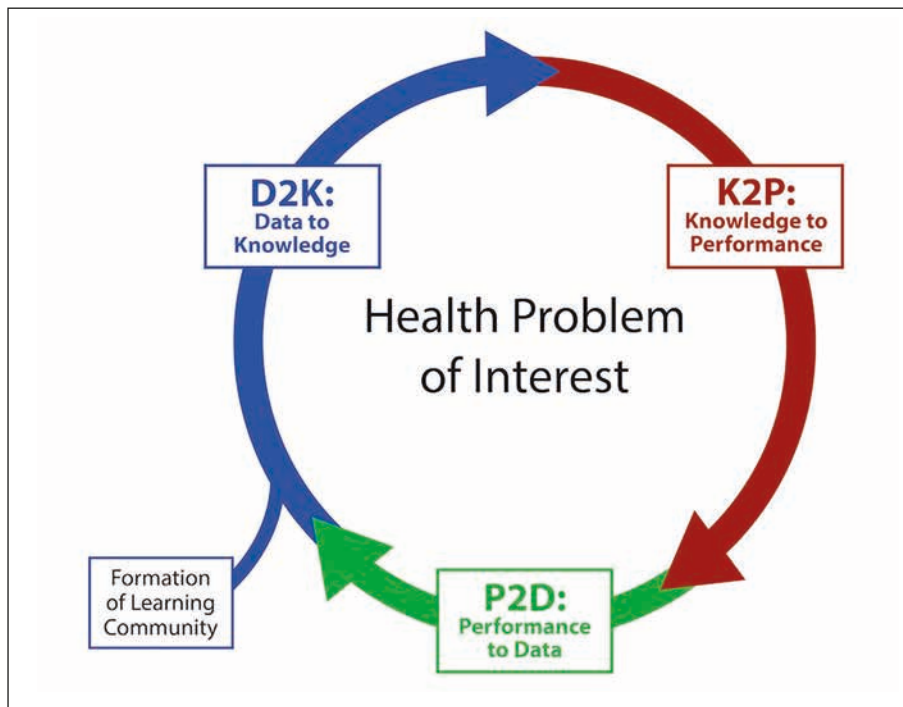 D2K:
Data to
Knowledge
K2P:
Knowledge to
Performance
Health Problem
of Interest
Formation
of Learning
Community
P2D:
Performance
to Data